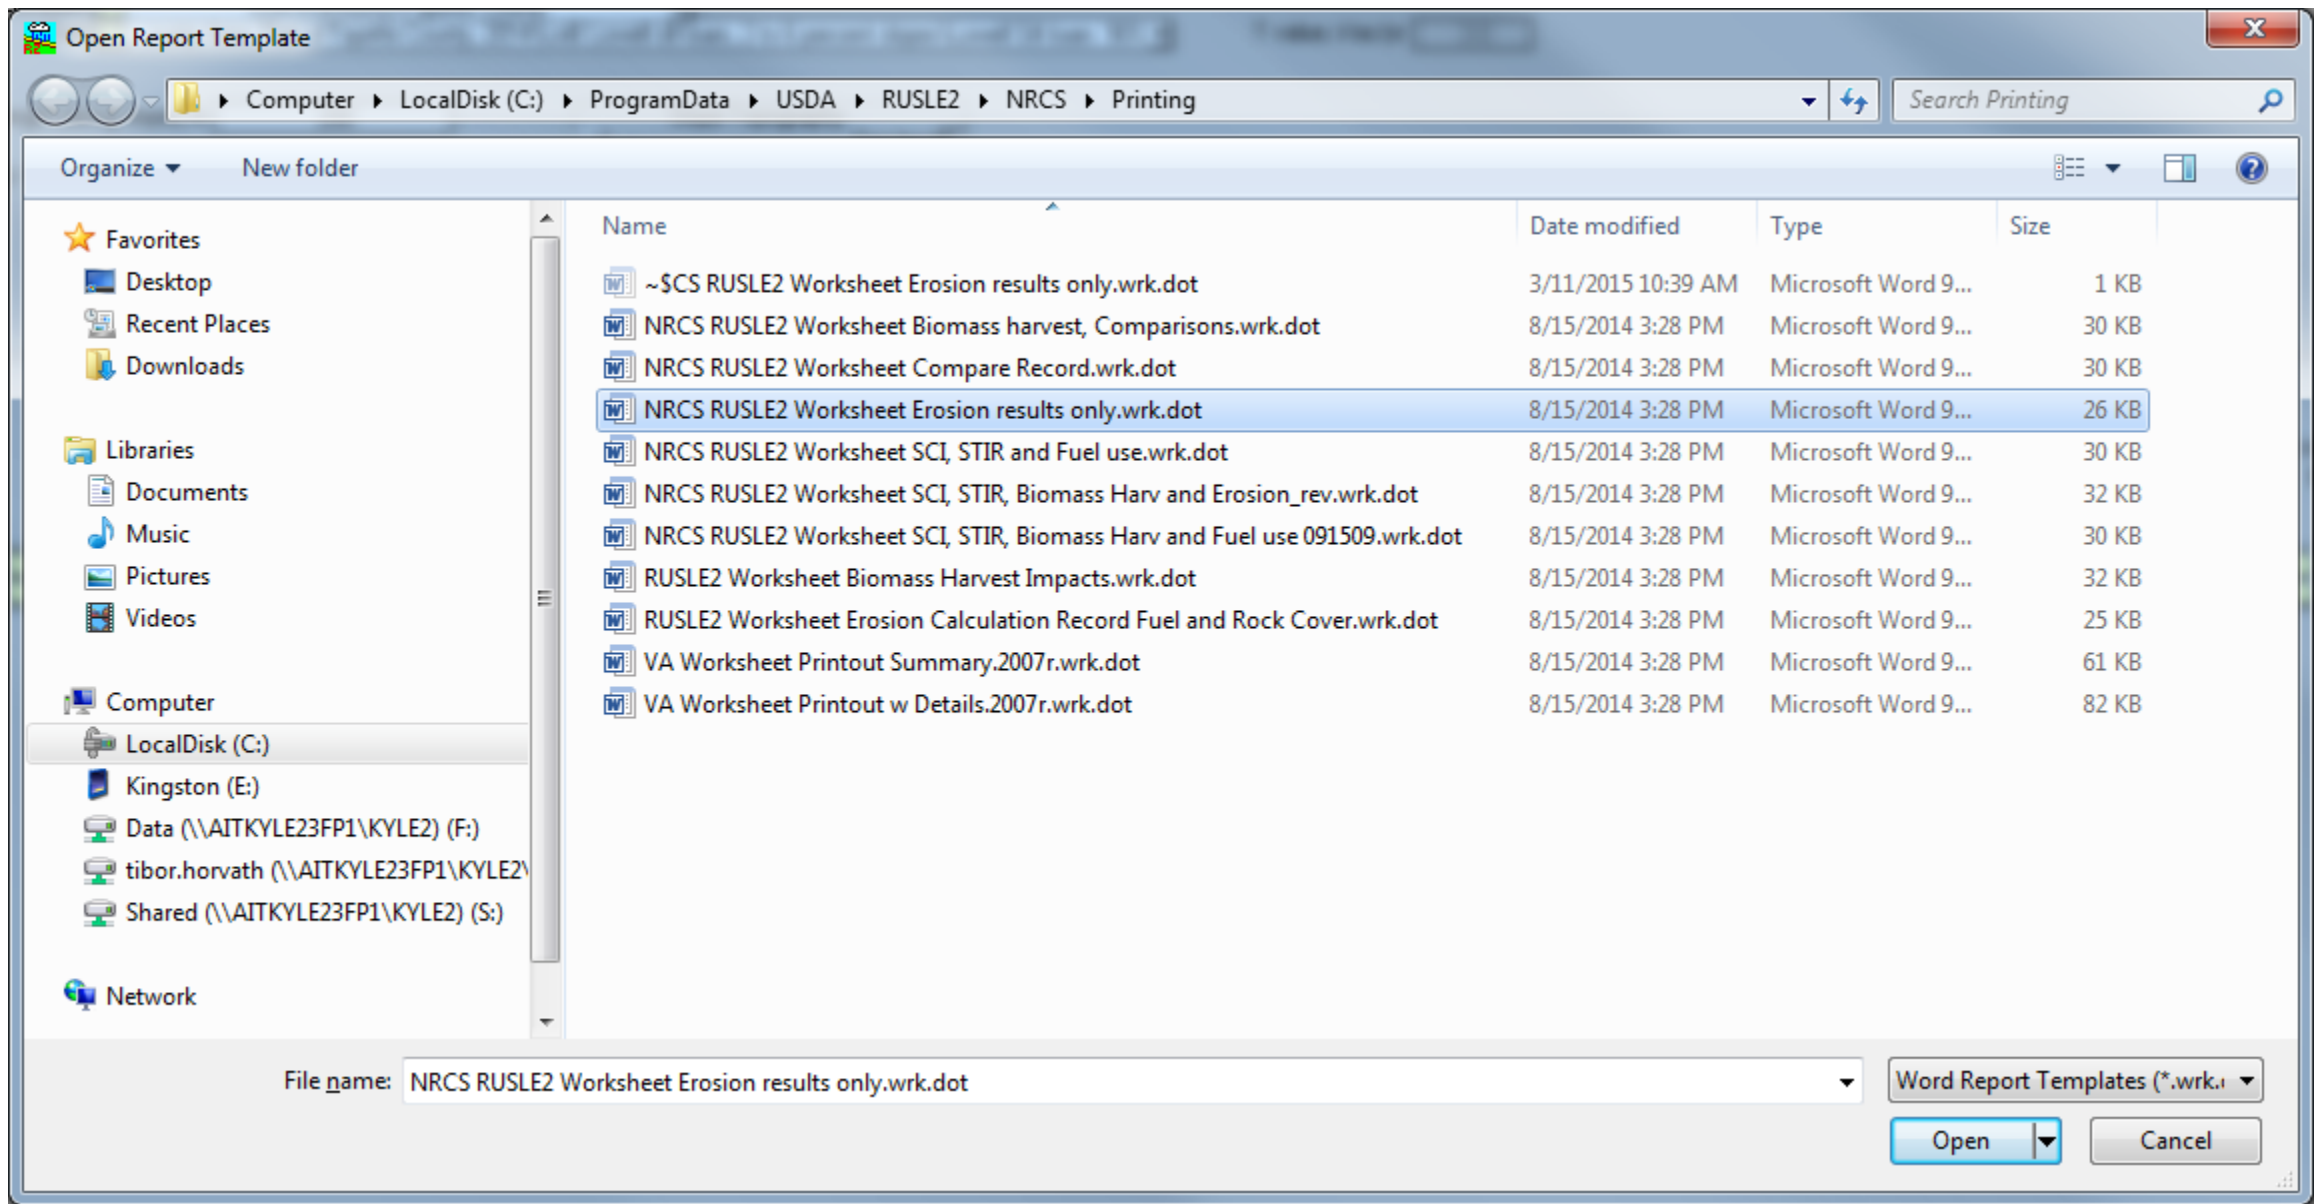 Open Report Template
Computer LocalDisk (C:) ProgramData USDA RUSLE2 NRCS Printing Search Printing
Organize New folder
Name Date modified Type Size
Favorites
Desktop
Recent Places
Downloads
Libraries
Documents
Music
Pictures
Videos
Computer
LocalDisk (C:)
Kingston (E:)
Data (\\AITKYLE23FP1\KYLE2) (F:)
tibor.horvath (\\AITKYLE23FP1\KYLE2\
Shared (\\AITKYLE23FP1\KYLE2) (S:)
Network
~$CS RUSLE2 Worksheet Erosion results only.wrk.dot 3/11/2015 10:39 AM Microsoft Word 9... 1 KB
NRCS RUSLE2 Worksheet Biomass harvest, Comparisons.wrk.dot 8/15/2014 3:28 PM Microsoft Word 9... 30 KB
NRCS RUSLE2 Worksheet Compare Record.wrk.dot 8/15/2014 3:28 PM Microsoft Word 9... 30 KB
NRCS RUSLE2 Worksheet Erosion results only.wrk.dot 8/15/2014 3:28 PM Microsoft Word 9... 26 KB
NRCS RUSLE2 Worksheet SCI, STIR and Fuel use.wrk.dot 8/15/2014 3:28 PM Microsoft Word 9... 30 KB
NRCS RUSLE2 Worksheet SCI, STIR, Biomass Harv and Erosion_rev.wrk.dot 8/15/2014 3:28 PM Microsoft Word 9... 32 KB
NRCS RUSLE2 Worksheet SCI, STIR, Biomass Harv and Fuel use 091509.wrk.dot 8/15/2014 3:28 PM Microsoft Word 9... 30 KB
RUSLE2 Worksheet Biomass Harvest Impacts.wrk.dot 8/15/2014 3:28 PM Microsoft Word 9... 32 KB
RUSLE2 Worksheet Erosion Calculation Record Fuel and Rock Cover.wrk.dot 8/15/2014 3:28 PM Microsoft Word 9... 25 KB
VA Worksheet Printout Summary.2007r.wrk.dot 8/15/2014 3:28 PM Microsoft Word 9... 61 KB
VA Worksheet Printout w Details.2007r.wrk.dot 8/15/2014 3:28 PM Microsoft Word 9... 82 KB
File name: NRCS RUSLE2 Worksheet Erosion results only.wrk.dot Word Report Templates (*.wrk.
Open Cancel